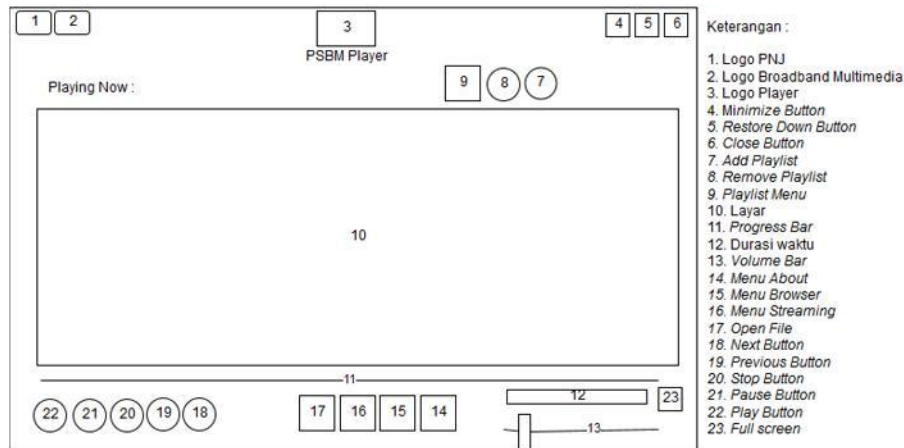 1 2 3 4 5 6
PSBM Player
Playing Now :
9 8 7
10
11
12 23
22 21 20 19 18 17 16 15 14
13
Keterangan :
1. Logo PNJ
2. Logo Broadband Multimedia
3. Logo Player
4. Minimize Button
5. Restore Down Button
6. Close Button
7. Add Playlist
8. Remove Playlist
9. Playlist Menu
10. Layar
11. Progress Bar
12. Durasi waktu
13. Volume Bar
14. Menu About
15. Menu Browser
16. Menu Streaming
17. Open File
18. Next Button
19. Previous Button
20. Stop Button
21. Pause Button
22. Play Button
23. Full screen